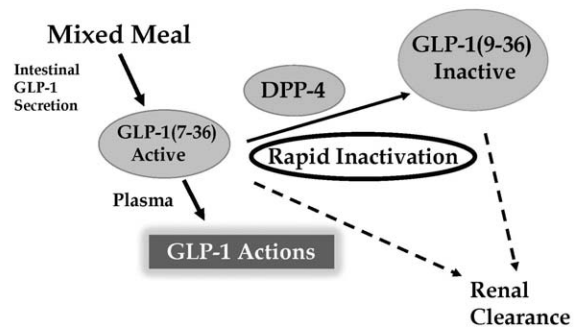 Mixed Meal
Intestinal
GLP-1
Secretion
GLP-1(9-36)
Inactive
DPP-4
GLP-1(7-36)
Active
Rapid Inactivation
Plasma
GLP-1 Actions
Renal
Clearance